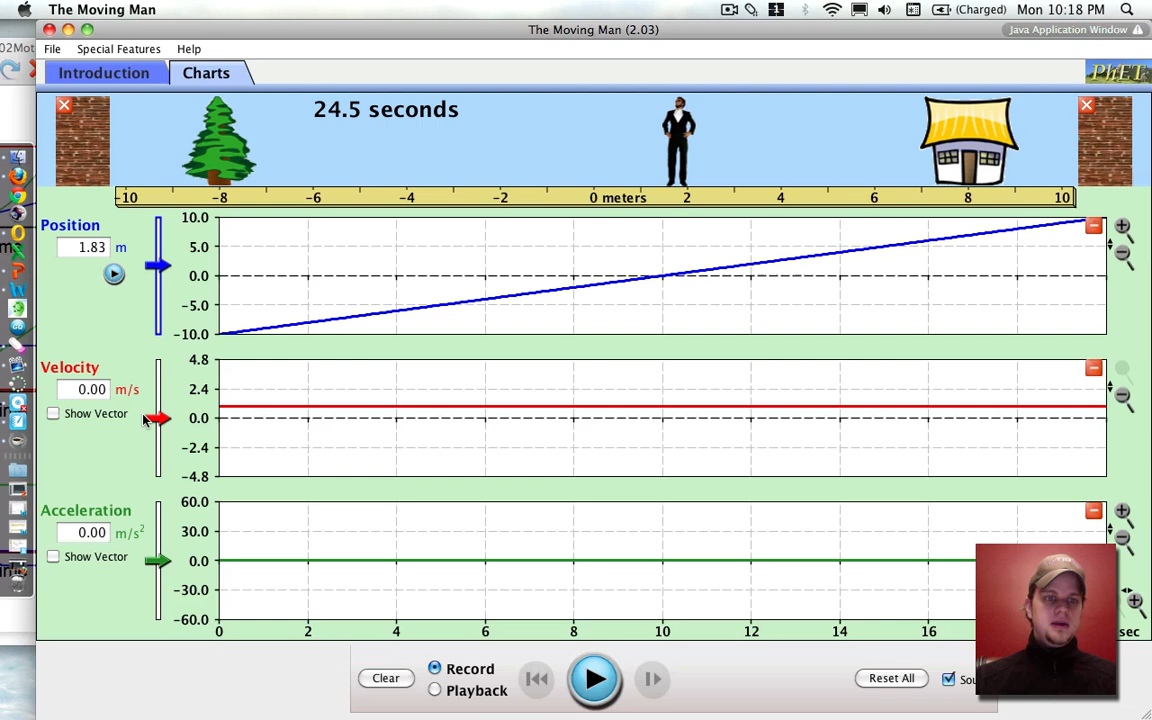 The Moving Man
(Charged) Mon 10:18 PM
The Moving Man (2.03)
Java Application Window
02Mot
File Special Features Help
Introduction Charts
PhET
24.5 seconds
-10 -8 -6 -4 -2 0 meters 2 4 6 8 10
Position
1.83 m
10.0
5.0
0.0
-5.0
-10.0
Velocity
0.00 m/s
Show Vector
4.8
2.4
0.0
-2.4
-4.8
Acceleration
0.00 m/s²
Show Vector
60.0
30.0
0.0
-30.0
-60.0
0 2 4 6 8 10 12 14 16 sec
Clear
Record
Playback
Reset All
Sou